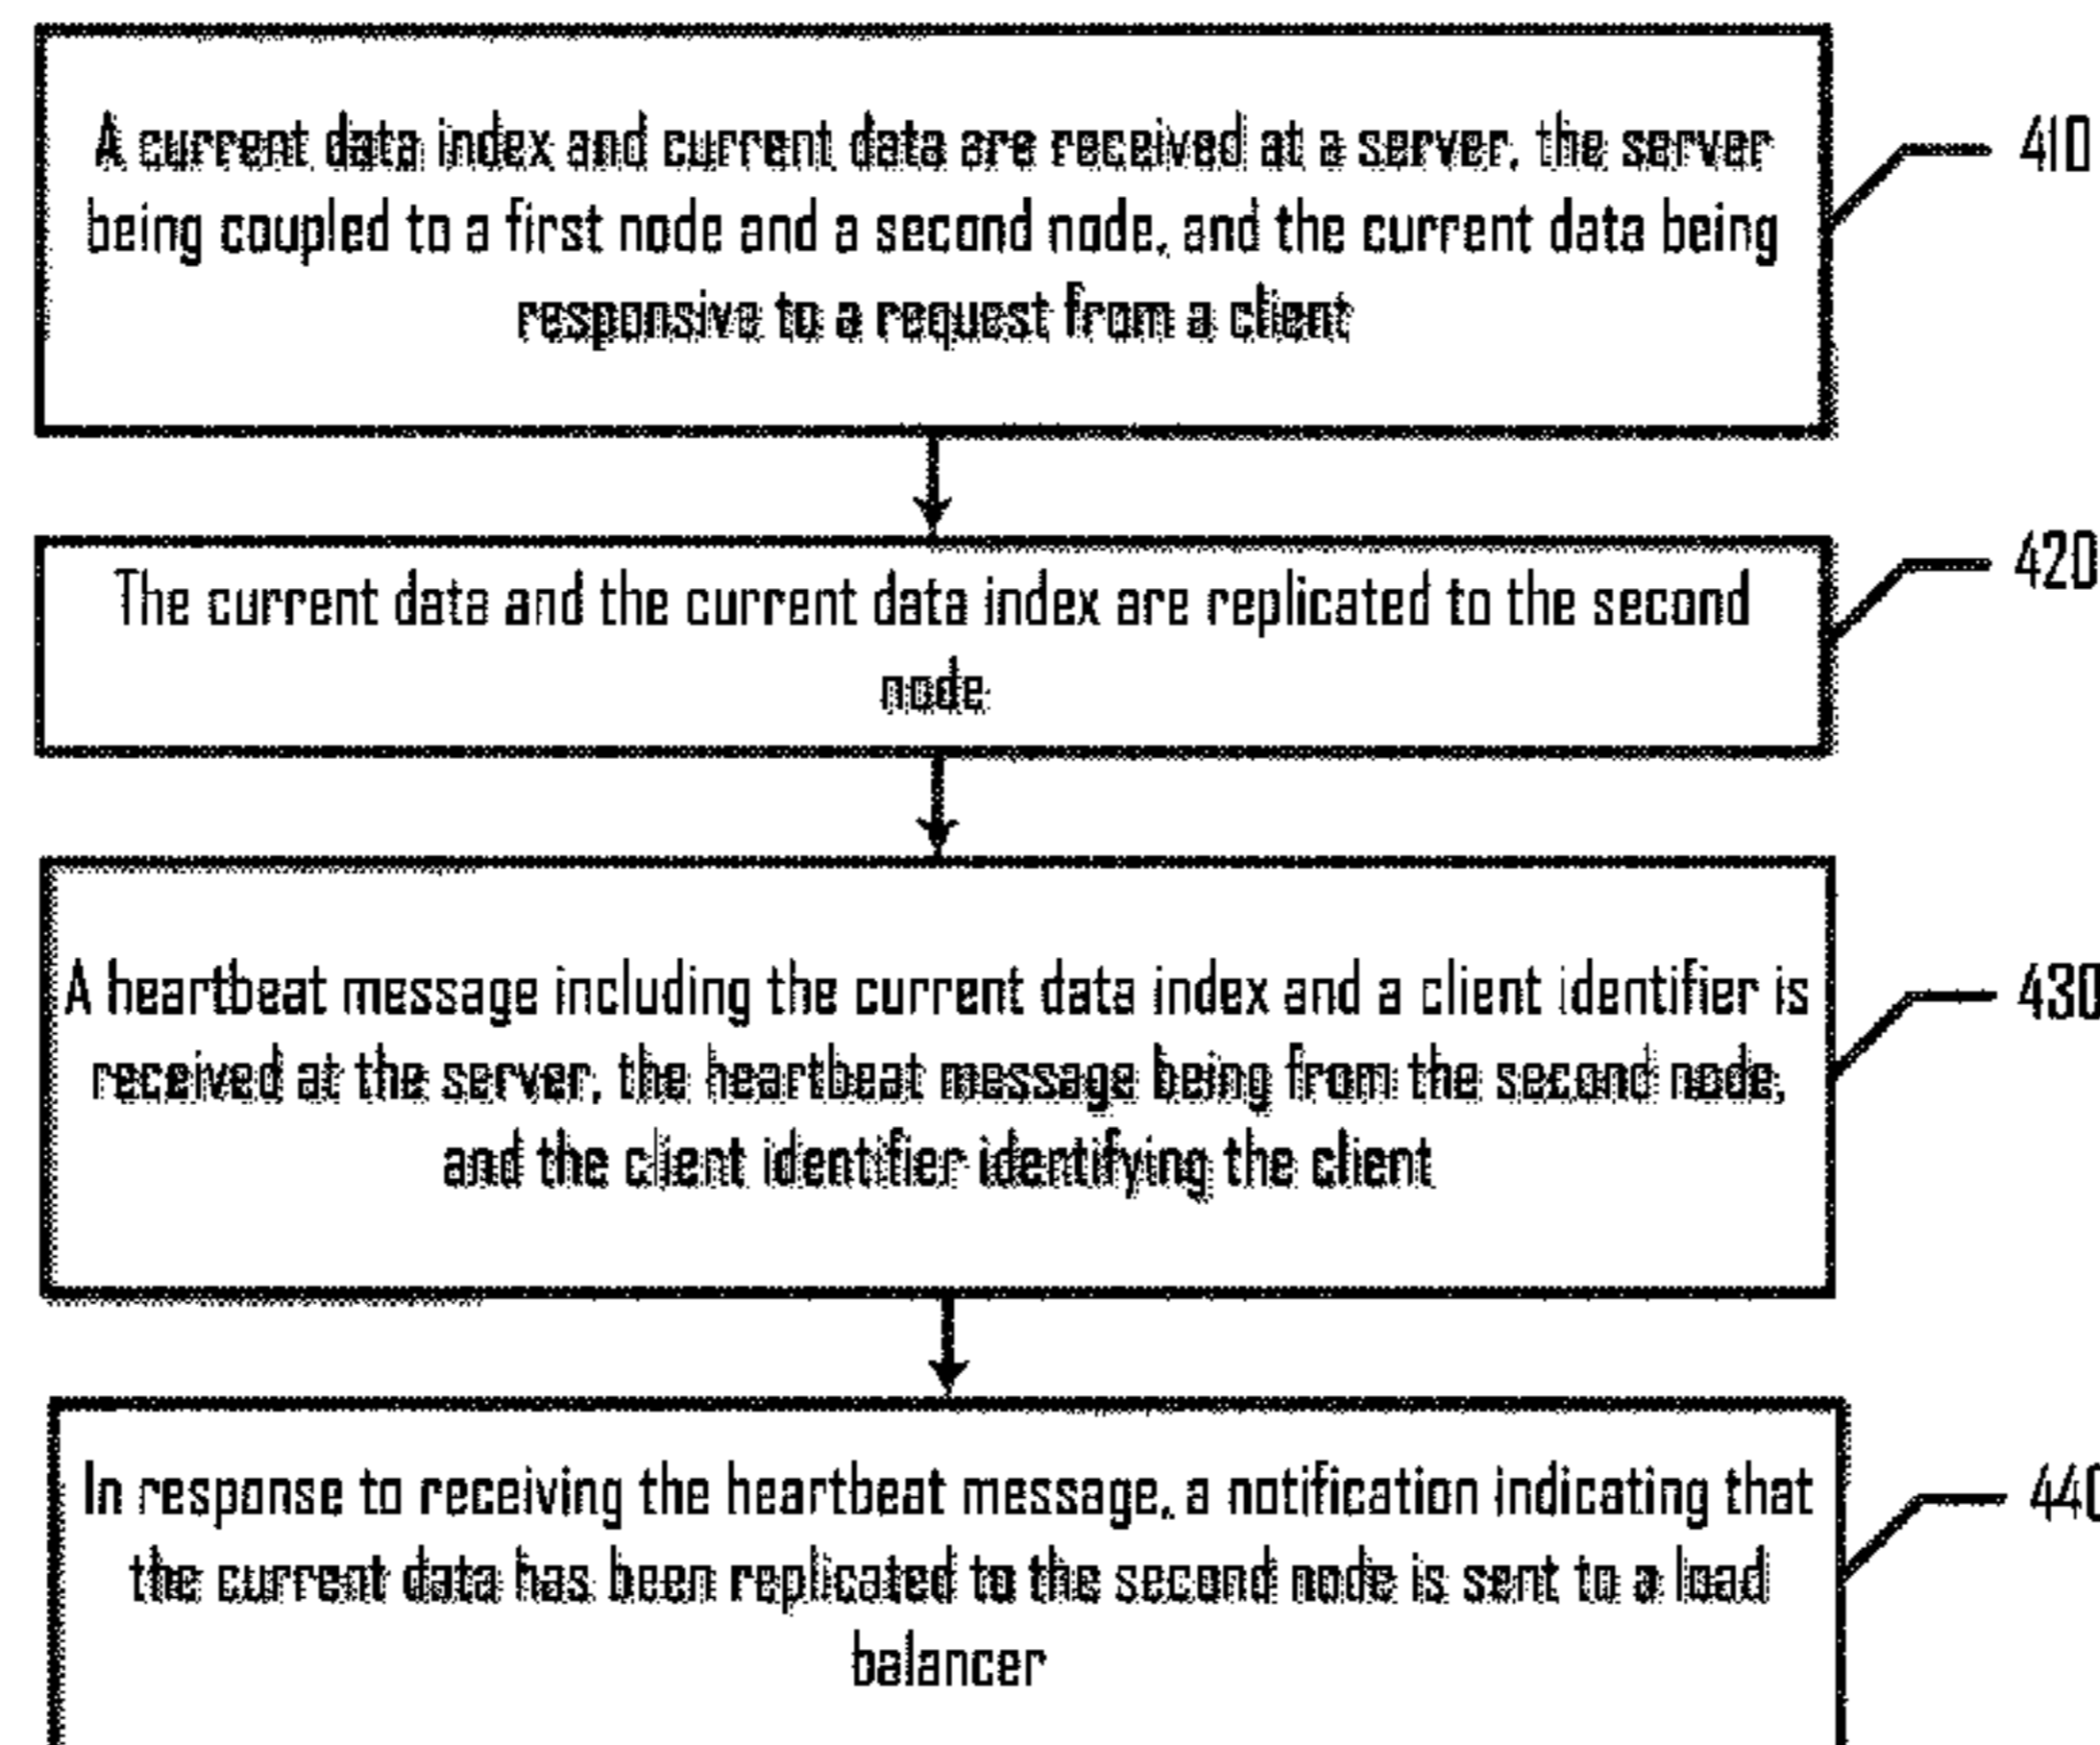 A current data index and current data are received at a server, the server
being coupled to a first node and a second node, and the current data being
responsive to a request from a client
410
The current data and the current data index are replicated to the second
node
420
A heartbeat message including the current data index and a client identifier is
received at the server, the heartbeat message being from the second node,
and the client identifier identifying the client
430
In response to receiving the heartbeat message, a notification indicating that
the current data has been replicated to the second node is sent to a load
balancer
440